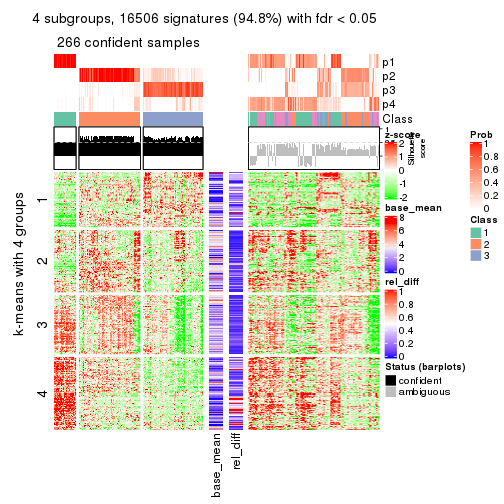 4 subgroups, 16506 signatures (94.8%) with fdr < 0.05
266 confident samples
p1
p2
p3
p4
Class
z-score
2
1
0
-1
-2
Silhouette
score
1
base_mean
8
6
4
2
0
rel_diff
1
0.8
0.6
0.4
0.2
0
Status (barplots)
confident
ambiguous
Prob
1
0.8
0.6
0.4
0.2
0
Class
1
2
3
k-means with 4 groups
1
2
3
4
base_mean
rel_diff